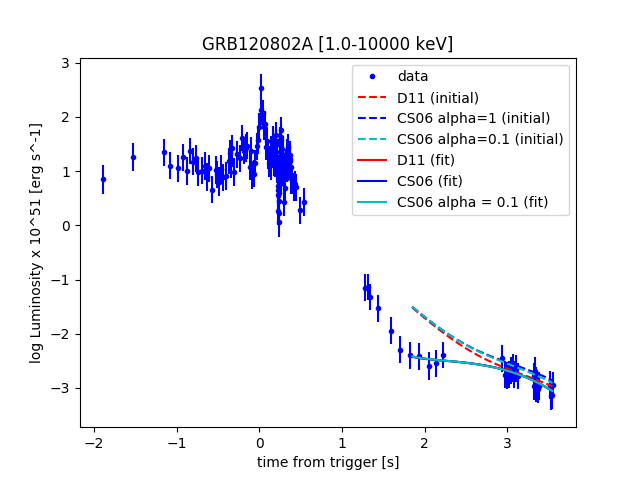 GRB120802A [1.0-10000 keV]
data
D11 (initial)
CS06 alpha=1 (initial)
CS06 alpha=0.1 (initial)
D11 (fit)
CS06 (fit)
CS06 alpha = 0.1 (fit)
log Luminosity x 10^51 [erg s^-1]
3
2
1
0
−1
−2
−3
−2
−1
0
1
2
3
time from trigger [s]